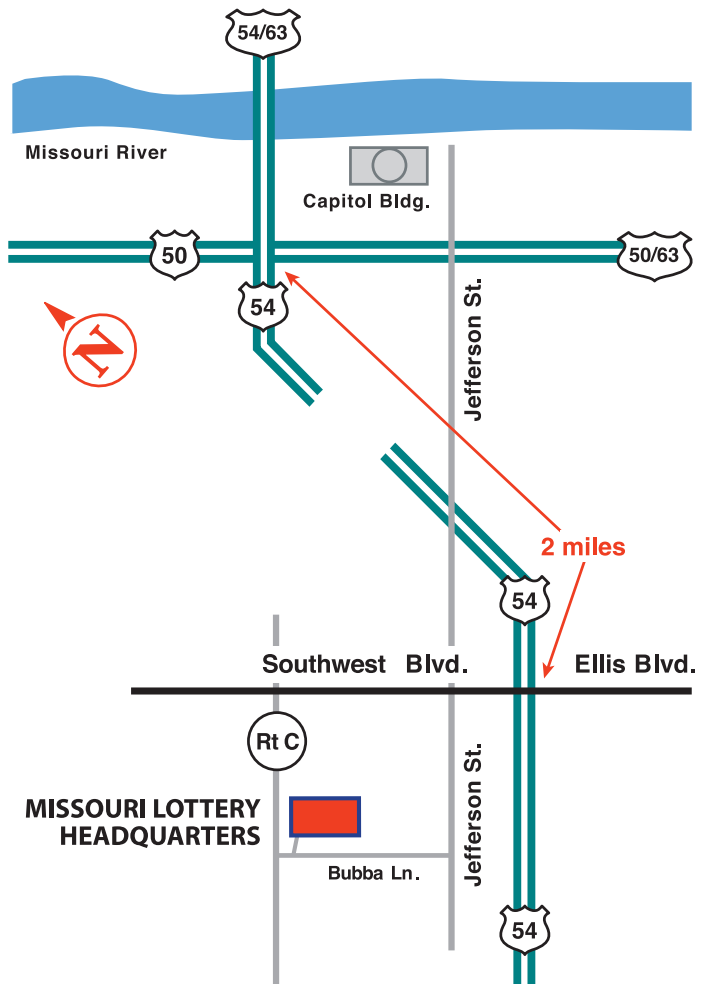 54/63
Missouri River
Capitol Bldg.
50
50/63
54
N
Jefferson St.
2 miles
54
Southwest Blvd.
Ellis Blvd.
Rt C
MISSOURI LOTTERY
HEADQUARTERS
Jefferson St.
Bubba Ln.
54